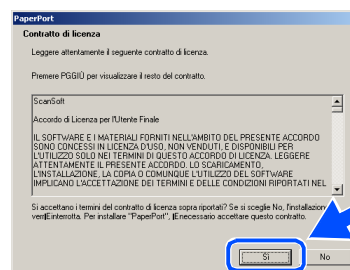 PaperPort
Contratto di licenza
Leggere attentamente il seguente contratto di licenza.
Premere PGGIÙ per visualizzare il resto del contratto.
ScanSoft
Accordo di Licenza per l'Utente Finale
IL SOFTWARE E I MATERIALI FORNITI NELL'AMBITO DEL PRESENTE ACCORDO
SONO CONCESSI IN LICENZA D'USO, NON VENDUTI, E DISPONIBILI PER
L'UTILIZZO SOLO NEI TERMINI DI QUESTO ACCORDO DI LICENZA. LEGGERE
ATTENTAMENTE IL PRESENTE ACCORDO. LO SCARICAMENTO,
L'INSTALLAZIONE, LA COPIA O COMUNQUE L'UTILIZZO DEL SOFTWARE
IMPLICANO L'ACCETTAZIONE DEI TERMINI E DELLE CONDIZIONI RIPORTATI NEL
Si accettano i termini del contratto di licenza sopra riportati? Se si sceglie No, l'installazione
verrEinterrotta. Per installare "PaperPort", Enecessario accettare questo contratto.
Sì
No